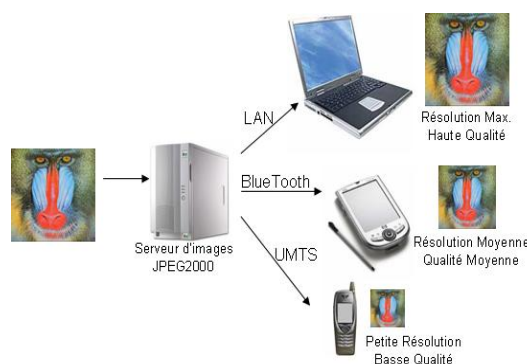 LAN
Résolution Max.
Haute Qualité
BlueTooth
Serveur d'images
JPEG2000
Résolution Moyenne
Qualité Moyenne
UMTS
Petite Résolution
Basse Qualité